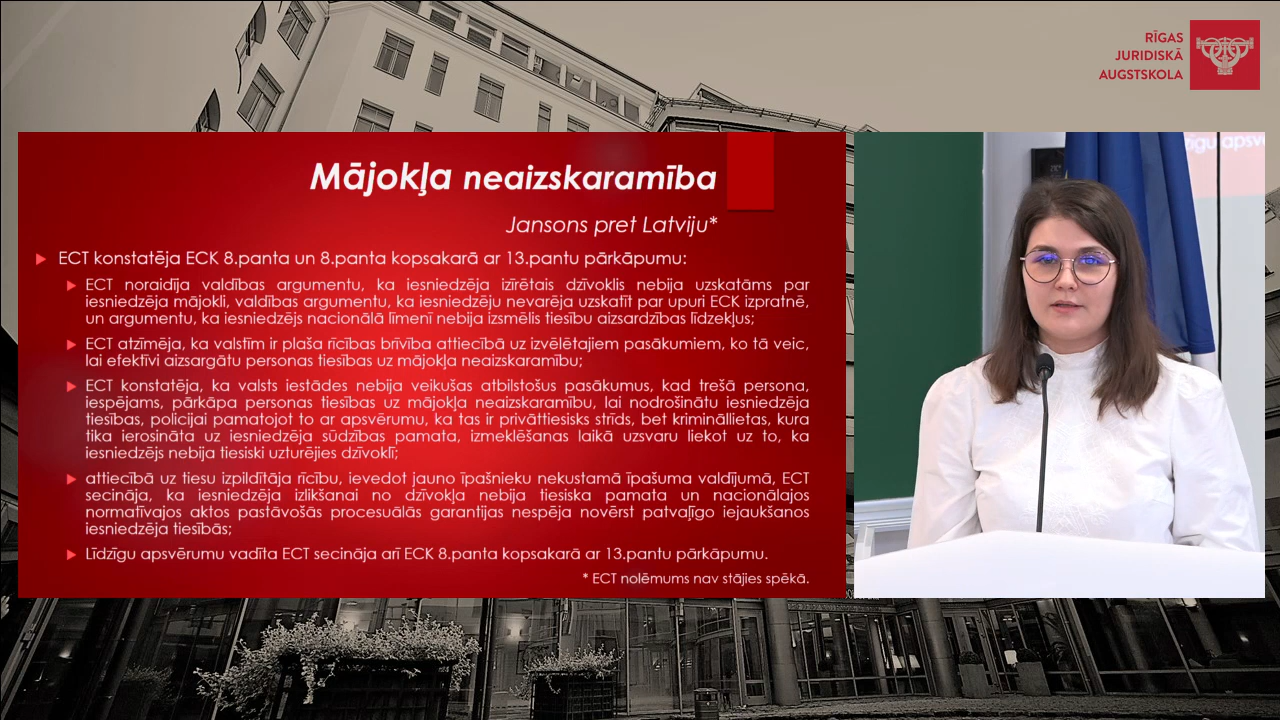 RĪGAS
JURIDISKĀ
AUGSTSKOLA
Mājokļa neaizskaramība
Jansons pret Latviju*
ECT konstatēja ECK 8.panta un 8.panta kopsakarā ar 13.pantu pārkāpumu:
ECT noraidīja valdības argumentu, ka iesniedzēja izīrētais dzīvoklis nebija uzskatāms par
iesniedzēja mājokli, valdības argumentu, ka iesniedzēju nevarēja uzskatīt par upuri ECK izpratnē,
un argumentu, ka iesniedzējs nacionālā līmenī nebija izsmēlis tiesību aizsardzības līdzekļus;
ECT atzīmēja, ka valstīm ir plaša rīcības brīvība attiecībā uz izvēlētajiem pasākumiem, ko tā veic,
lai efektīvi aizsargātu personas tiesības uz mājokļa neaizskaramību;
ECT konstatēja, ka valsts iestādes nebija veikušas atbilstošus pasākumus, kad trešā persona,
iespējams, pārkāpa personas tiesības uz mājokļa neaizskaramību, lai nodrošinātu iesniedzēja
tiesības, policijai pamatojot to ar apsvērumu, ka tas ir privāttiesisks strīds, bet krimināllietas, kura
tika ierosināta uz iesniedzēja sūdzības pamata, izmeklēšanas laikā uzsvaru liekot uz to, ka
iesniedzējs nebija tiesiski uzturējies dzīvoklī;
attiecībā uz tiesu izpildītāja rīcību, ievedot jauno īpašnieku nekustamā īpašuma valdījumā, ECT
secināja, ka iesniedzēja izlikšanai no dzīvokļa nebija tiesiska pamata un nacionālajos
normatīvajos aktos pastāvošās procesuālās garantijas nespēja novērst patvaļīgo iejaukšanos
iesniedzēja tiesībās;
Līdzīgu apsvērumu vadīta ECT secināja arī ECK 8.panta kopsakarā ar 13.pantu pārkāpumu.
* ECT nolēmums nav stājies spēkā.